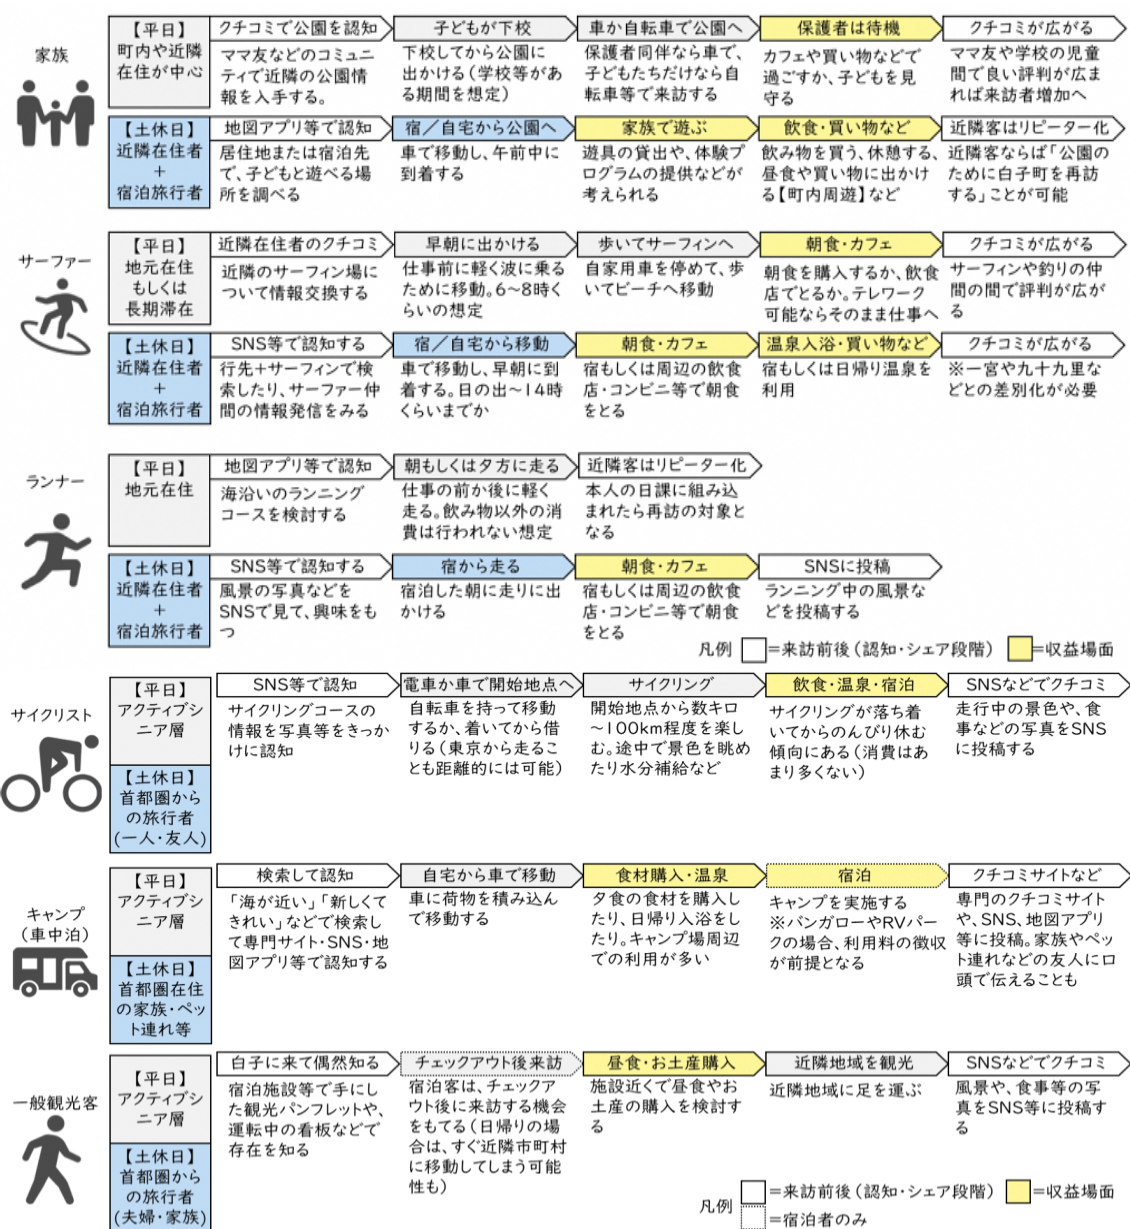 家族
【平日】
町内や近隣
在住が中心
クチコミで公園を認知
ママ友などのコミュニ
ティで近隣の公園情
報を入手する。
子どもが下校
下校してから公園に
出かける(学校等があ
る期間を想定)
車か自転車で公園へ
保護者同伴なら車で、
子どもたちだけなら自
転車等で来訪する
保護者は待機
カフェや買い物などで
過ごすか、子どもを見
守る
クチコミが広がる
ママ友や学校の児童
間で良い評判が広ま
れば来訪者増加へ
【土休日】
近隣在住者
+
宿泊旅行者
地図アプリ等で認知
居住地または宿泊先
で、子どもと遊べる場
所を調べる
宿/自宅から公園へ
車で移動し、午前中に
到着する
家族で遊ぶ
遊具の貸出や、体験プ
ログラムの提供などが
考えられる
飲食・買い物など
飲み物を買う、休憩する、
昼食や買い物に出かけ
る【町内周遊】など
近隣客はリピーター化
近隣客ならば「公園の
ために白子町を再訪
する」ことが可能
サーファー
【平日】
地元在住
もしくは
長期滞在
近隣在住者のクチコミ
近隣のサーフィン場に
ついて情報交換する
早朝に出かける
仕事前に軽く波に乗る
ために移動。6~8時く
らいの想定
歩いてサーフィンへ
自家用車を停めて、歩
いてビーチへ移動
朝食・カフェ
朝食を購入するか、飲食
店でとるか。テレワーク
可能ならそのまま仕事へ
クチコミが広がる
サーフィンや釣りの仲
間の間で評判が広が
る
【土休日】
近隣在住者
+
宿泊旅行者
SNS等で認知する
行先+サーフィンで検
索したり、サーファー仲
間の情報発信をみる
宿/自宅から移動
車で移動し、早朝に到
着する。日の出~14時
くらいまでか
朝食・カフェ
宿もしくは周辺の飲食
店・コンビニ等で朝食
をとる
温泉入浴・買い物など
宿もしくは日帰り温泉を
利用
クチコミが広がる
※一宮や九十九里な
どとの差別化が必要
ランナー
【平日】
地元在住
地図アプリ等で認知
海沿いのランニング
コースを検討する
朝もしくは夕方に走る
仕事の前か後に軽く
走る。飲み物以外の消
費は行われない想定
近隣客はリピーター化
本人の日課に組み込
まれたら再訪の対象と
なる
【土休日】
近隣在住者
+
宿泊旅行者
SNS等で認知する
風景の写真などを
SNSで見て、興味をも
つ
宿から走る
宿泊した朝に走りに出
かける
朝食・カフェ
宿もしくは周辺の飲食
店・コンビニ等で朝食
をとる
SNSに投稿
ランニング中の風景な
どを投稿する
凡例 =来訪前後(認知・シェア段階) =収益場面
サイクリスト
【平日】
アクティブシ
ニア層
【土休日】
首都圏から
の旅行者
(一人・友人)
SNS等で認知
サイクリングコースの
情報を写真等をきっか
けに認知
電車か車で開始地点へ
自転車を持って移動
するか、着いてから借
りる(東京から走るこ
とも距離的には可能)
サイクリング
開始地点から数キロ
~100km程度を楽し
む。途中で景色を眺め
たり水分補給など
飲食・温泉・宿泊
サイクリングが落ち着
いてからのんびり休む
傾向にある(消費はあ
まり多くない)
SNSなどでクチコミ
走行中の景色や、食
事などの写真をSNS
に投稿する
キャンプ
(車中泊)
【平日】
アクティブシ
ニア層
【土休日】
首都圏在住
の家族・ペッ
ト連れ等
検索して認知
「海が近い」「新しくて
きれい」などで検索し
て専門サイト・SNS・地
図アプリ等で認知する
自宅から車で移動
車に荷物を積み込ん
で移動する
食材購入・温泉
夕食の食材を購入し
たり、日帰り入浴をし
たり。キャンプ場周辺
での利用が多い
宿泊
キャンプを実施する
※バンガローやRVパー
クの場合、利用料の徴収
が前提となる
クチコミサイトなど
専門のクチコミサイト
や、SNS、地図アプリ
等に投稿。家族やペッ
ト連れなどの友人に口
頭で伝えることも
一般観光客
【平日】
アクティブシ
ニア層
【土休日】
首都圏から
の旅行者
(夫婦・家族)
白子に来て偶然知る
宿泊施設等で手にし
た観光パンフレットや、
運転中の看板などで
存在を知る
チェックアウト後来訪
宿泊客は、チェックア
ウト後に来訪する機会
をもてる(日帰りの場
合は、すぐ近隣市町村
に移動してしまう可能
性も)
昼食・お土産購入
施設近くで昼食やお
土産の購入を検討す
る
近隣地域を観光
近隣地域に足を運ぶ
SNSなどでクチコミ
風景や、食事等の写
真をSNS等に投稿す
る
凡例 =来訪前後(認知・シェア段階) =収益場面
=宿泊者のみ